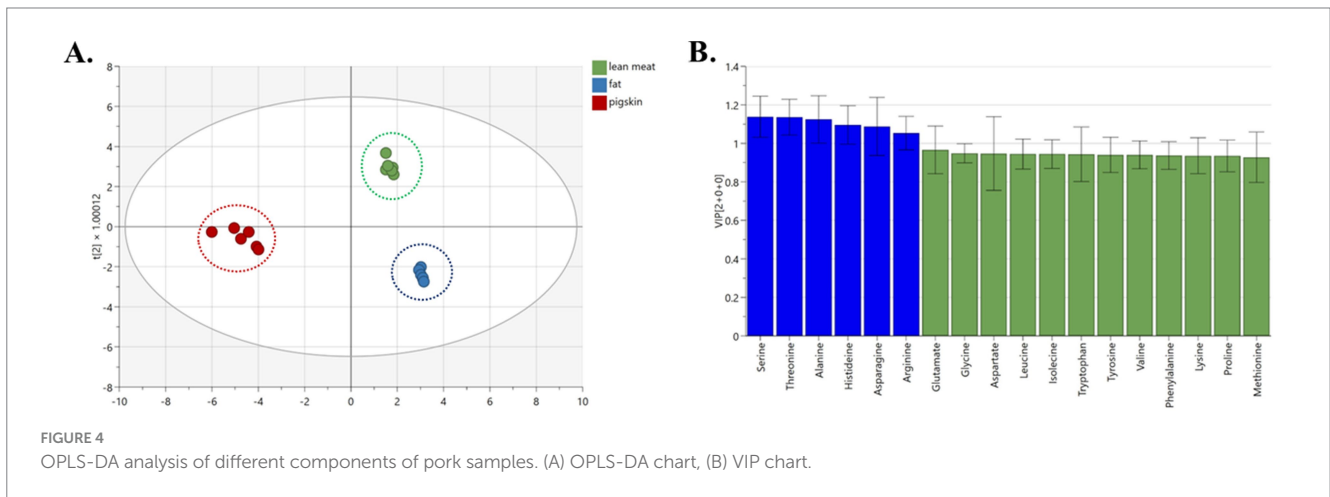 A.
8
6
4
2
0
-2
-4
-6
-8
t[2] × 1.00012
-10 -8 -6 -4 -2 0 2 4 6 8 10
lean meat
fat
pigskin
B.
1.4
1.2
1
0.8
0.6
0.4
0.2
0
VIP[2+0+0]
Serine
Threonine
Alanine
Histideine
Asparagine
Arginine
Glutamate
Glycine
Aspartate
Leucine
Isolecine
Tryptophan
Tyrosine
Valine
Phenylalanine
Lysine
Proline
Methionine
FIGURE 4
OPLS-DA analysis of different components of pork samples. (A) OPLS-DA chart, (B) VIP chart.